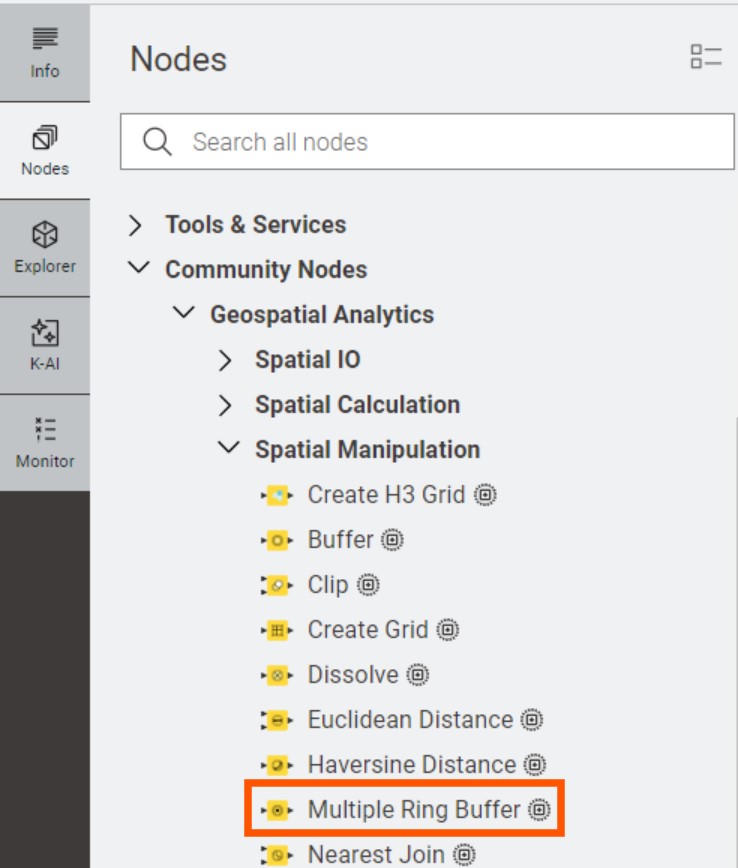 Info
Nodes
Explorer
K-AI
Monitor
Nodes
Search all nodes
Tools & Services
Community Nodes
Geospatial Analytics
Spatial IO
Spatial Calculation
Spatial Manipulation
Create H3 Grid
Buffer
Clip
Create Grid
Dissolve
Euclidean Distance
Haversine Distance
Multiple Ring Buffer
Nearest Join